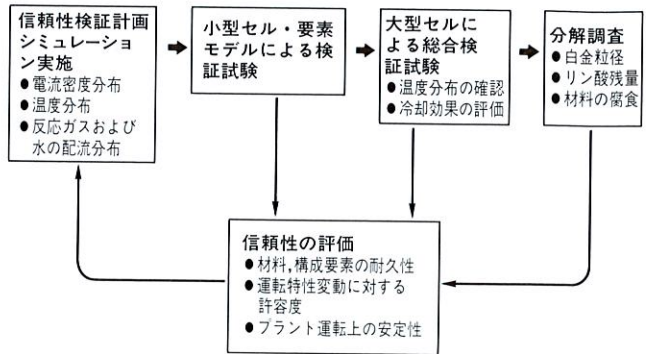 信頼性検証計画
シミュレーショ
ン実施
●電流密度分布
●温度分布
●反応ガスおよび
水の配流分布
小型セル・要素
モデルによる検
証試験
大型セルに
よる総合検
証試験
●温度分布の確認
●冷却効果の評価
分解調査
●白金粒径
●リン酸残量
●材料の腐食
信頼性の評価
●材料,構成要素の耐久性
●運転特性変動に対する
許容度
●プラント運転上の安定性